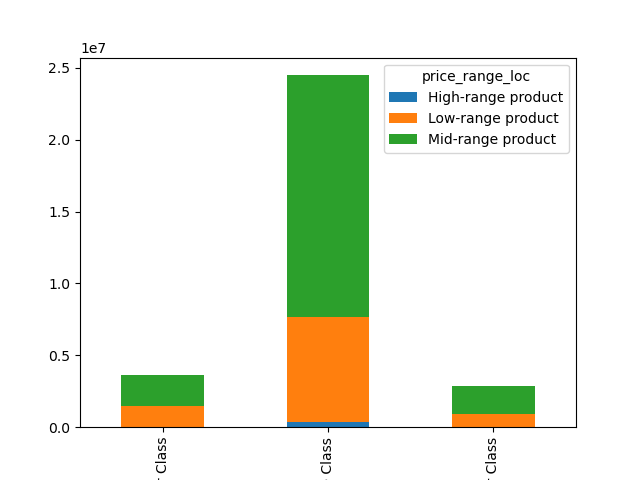 1e7
2.5
2.0
1.5
1.0
0.5
0.0
price_range_loc
High-range product
Low-range product
Mid-range product
Class
Class
Class